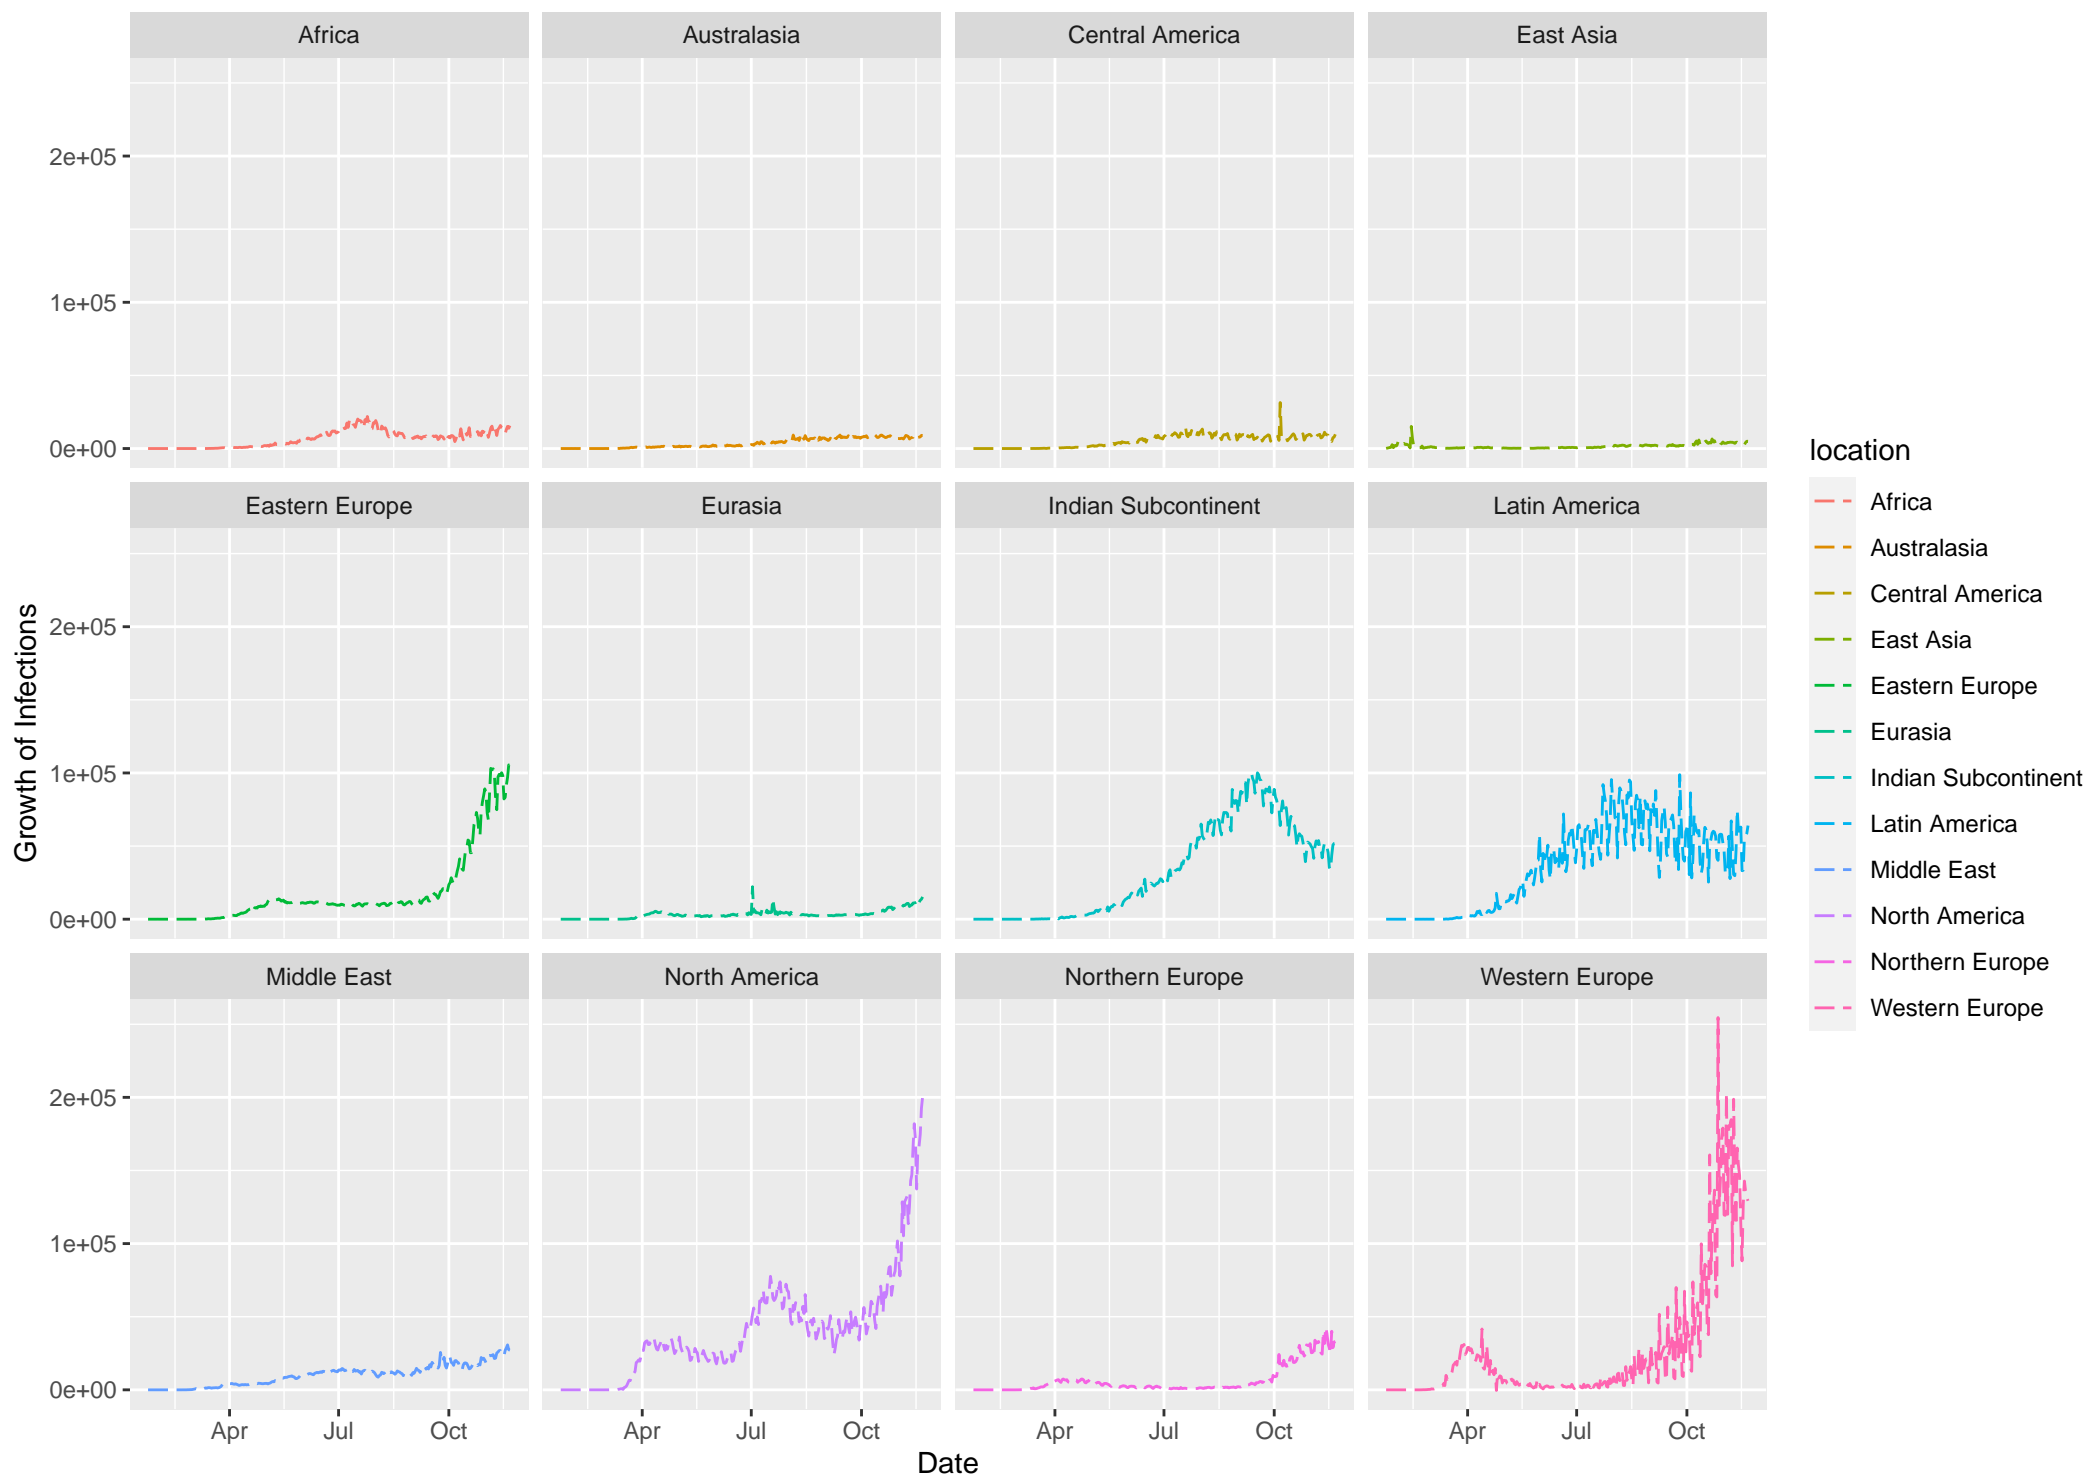 Africa
Australasia
Central America
East Asia
2e+05
1e+05
0e+00
Eastern Europe
Eurasia
Indian Subcontinent
Latin America
2e+05
1e+05
0e+00
Middle East
North America
Northern Europe
Western Europe
2e+05
1e+05
0e+00
Apr Jul Oct
Apr Jul Oct
Apr Jul Oct
Apr Jul Oct
Date
Growth of Infections
location
Africa
Australasia
Central America
East Asia
Eastern Europe
Eurasia
Indian Subcontinent
Latin America
Middle East
North America
Northern Europe
Western Europe